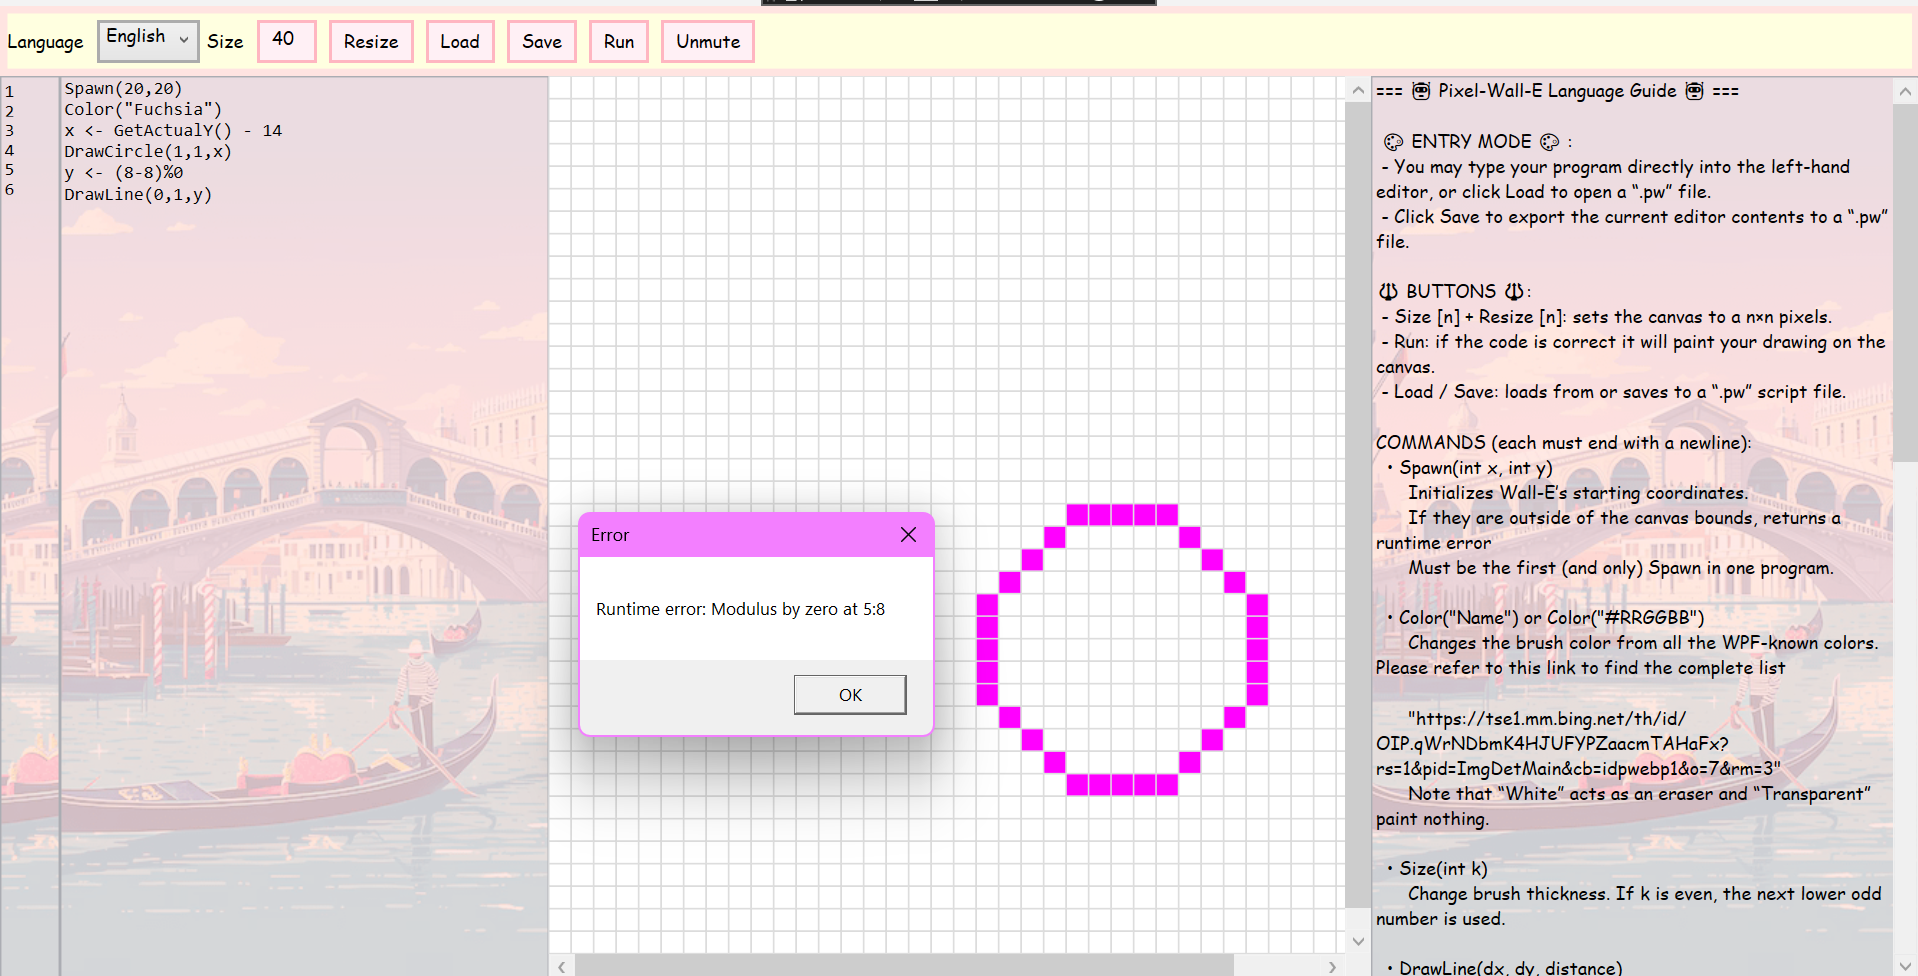 Language English Size 40 Resize Load Save Run Unmute
1 Spawn(20,20)
2 Color("Fuchsia")
3 x <- GetActualY() - 14
4 DrawCircle(1,1,x)
5 y <- (8-8)%0
6 DrawLine(0,1,y)
Error
Runtime error: Modulus by zero at 5:8
OK
=== 🤖 Pixel-Wall-E Language Guide 🤖 ===
🎨 ENTRY MODE 🎨 :
- You may type your program directly into the left-hand
editor, or click Load to open a “.pw” file.
- Click Save to export the current editor contents to a “.pw”
file.
🔱 BUTTONS 🔱:
- Size [n] + Resize [n]: sets the canvas to a n×n pixels.
- Run: if the code is correct it will paint your drawing on the
canvas.
- Load / Save: loads from or saves to a “.pw” script file.
COMMANDS (each must end with a newline):
• Spawn(int x, int y)
Initializes Wall-E’s starting coordinates.
If they are outside of the canvas bounds, returns a
runtime error
Must be the first (and only) Spawn in one program.
• Color("Name") or Color("#RRGGBB")
Changes the brush color from all the WPF-known colors.
Please refer to this link to find the complete list
"https://tse1.mm.bing.net/th/id/
OIP.qWrNDbmK4HJUFYPZaacmTAHaFx?
rs=1&pid=ImgDetMain&cb=idpwebp1&o=7&rm=3"
Note that “White” acts as an eraser and “Transparent”
paint nothing.
• Size(int k)
Change brush thickness. If k is even, the next lower odd
number is used.
• DrawLine(dx, dy, distance)